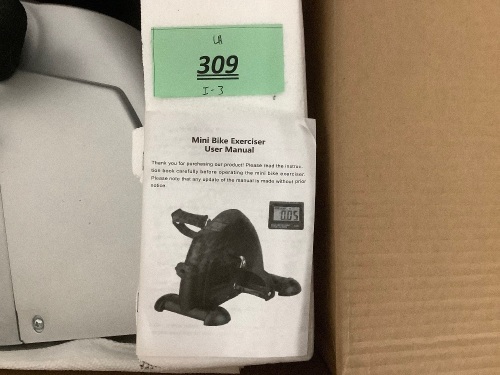 LA
309
I-3
Mini Bike Exerciser
User Manual
Thank you for purchasing our product! Please read the instruc-
tion book carefully before operating the mini bike exerciser.
Please note that any update of the manual is made without prior
notice.